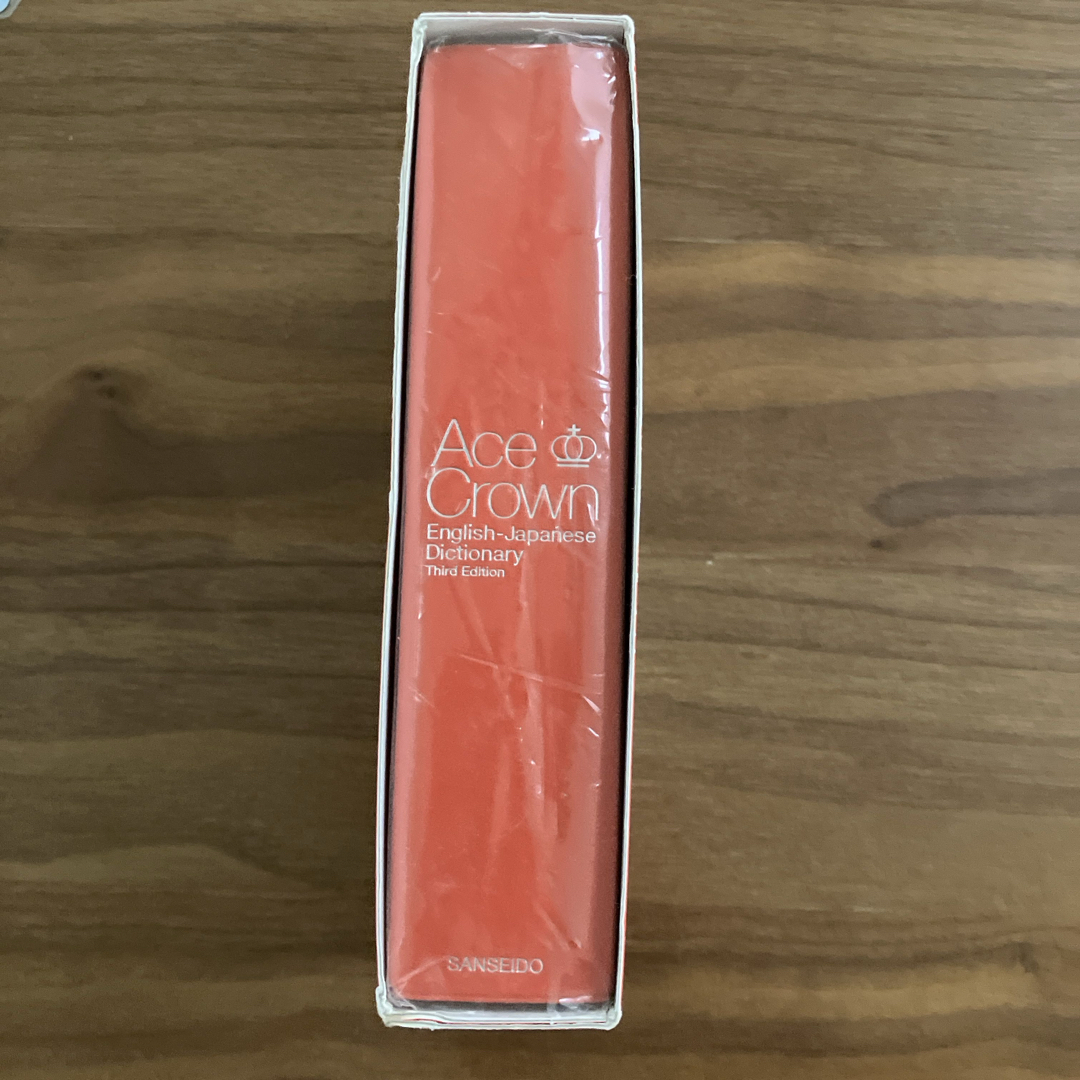 Ace
Crown
English-Japanese
Dictionary
Third Edition
SANSEIDO